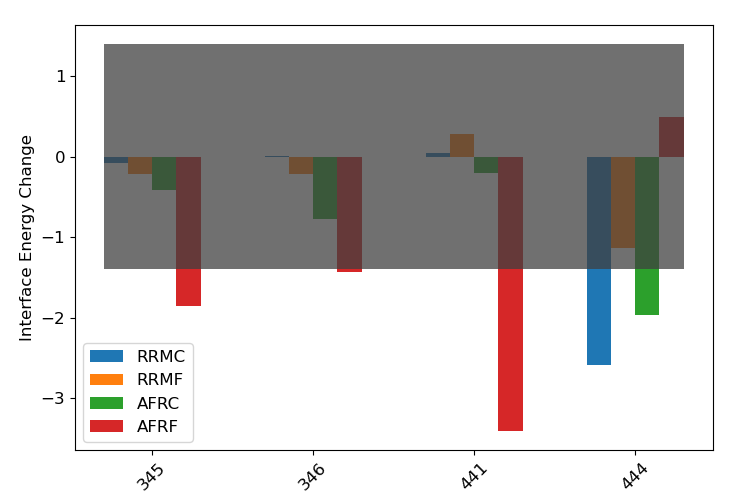 Interface Energy Change
1
0
−1
−2
−3
RRMC
RRMF
AFRC
AFRF
345
346
441
444